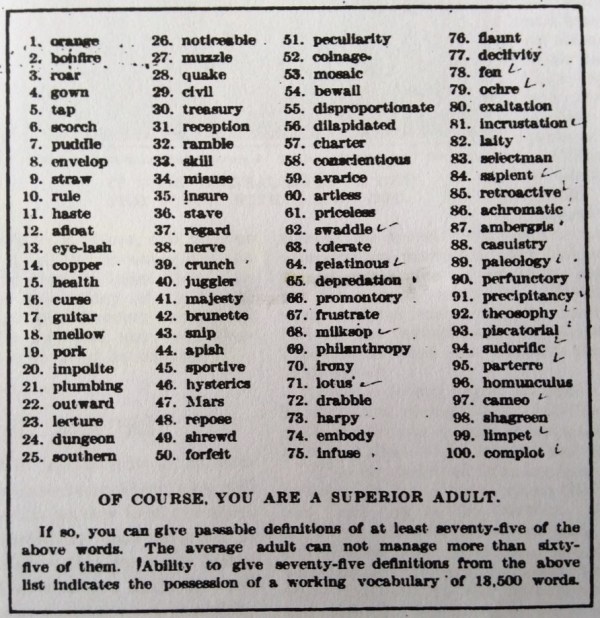 1. orange 26. noticeable 51. peculiarity 76. flaunt
2. bonfire 27. muzzle 52. coinage 77. declivity
3. roar 28. quake 53. mosaic 78. fen
4. gown 29. civil 54. bewail 79. ochre
5. tap 30. treasury 55. disproportionate 80. exaltation
6. scorch 31. reception 56. dilapidated 81. incrustation
7. puddle 32. ramble 57. charter 82. laity
8. envelop 33. skill 58. conscientious 83. selectman
9. straw 34. misuse 59. avarice 84. sapient
10. rule 35. insure 60. artless 85. retroactive
11. haste 36. stave 61. priceless 86. achromatic
12. afloat 37. regard 62. swaddle 87. ambergris
13. eye-lash 38. nerve 63. tolerate 88. casuistry
14. copper 39. crunch 64. gelatinous 89. paleology
15. health 40. juggler 65. depredation 90. perfunctory
16. curse 41. majesty 66. promontory 91. precipitancy
17. guitar 42. brunette 67. frustrate 92. theosophy
18. mellow 43. snip 68. milksop 93. piscatorial
19. pork 44. apish 69. philanthropy 94. sudorific
20. impolite 45. sportive 70. irony 95. parterre
21. plumbing 46. hysterics 71. lotus 96. homunculus
22. outward 47. Mars 72. drabble 97. cameo
23. lecture 48. repose 73. harpy 98. shagreen
24. dungeon 49. shrewd 74. embody 99. limpet
25. southern 50. forfeit 75. infuse 100. complot
OF COURSE, YOU ARE A SUPERIOR ADULT.
If so, you can give passable definitions of at least seventy-five of the
above words. The average adult can not manage more than sixty-
five of them. Ability to give seventy-five definitions from the above
list indicates the possession of a working vocabulary of 13,500 words.